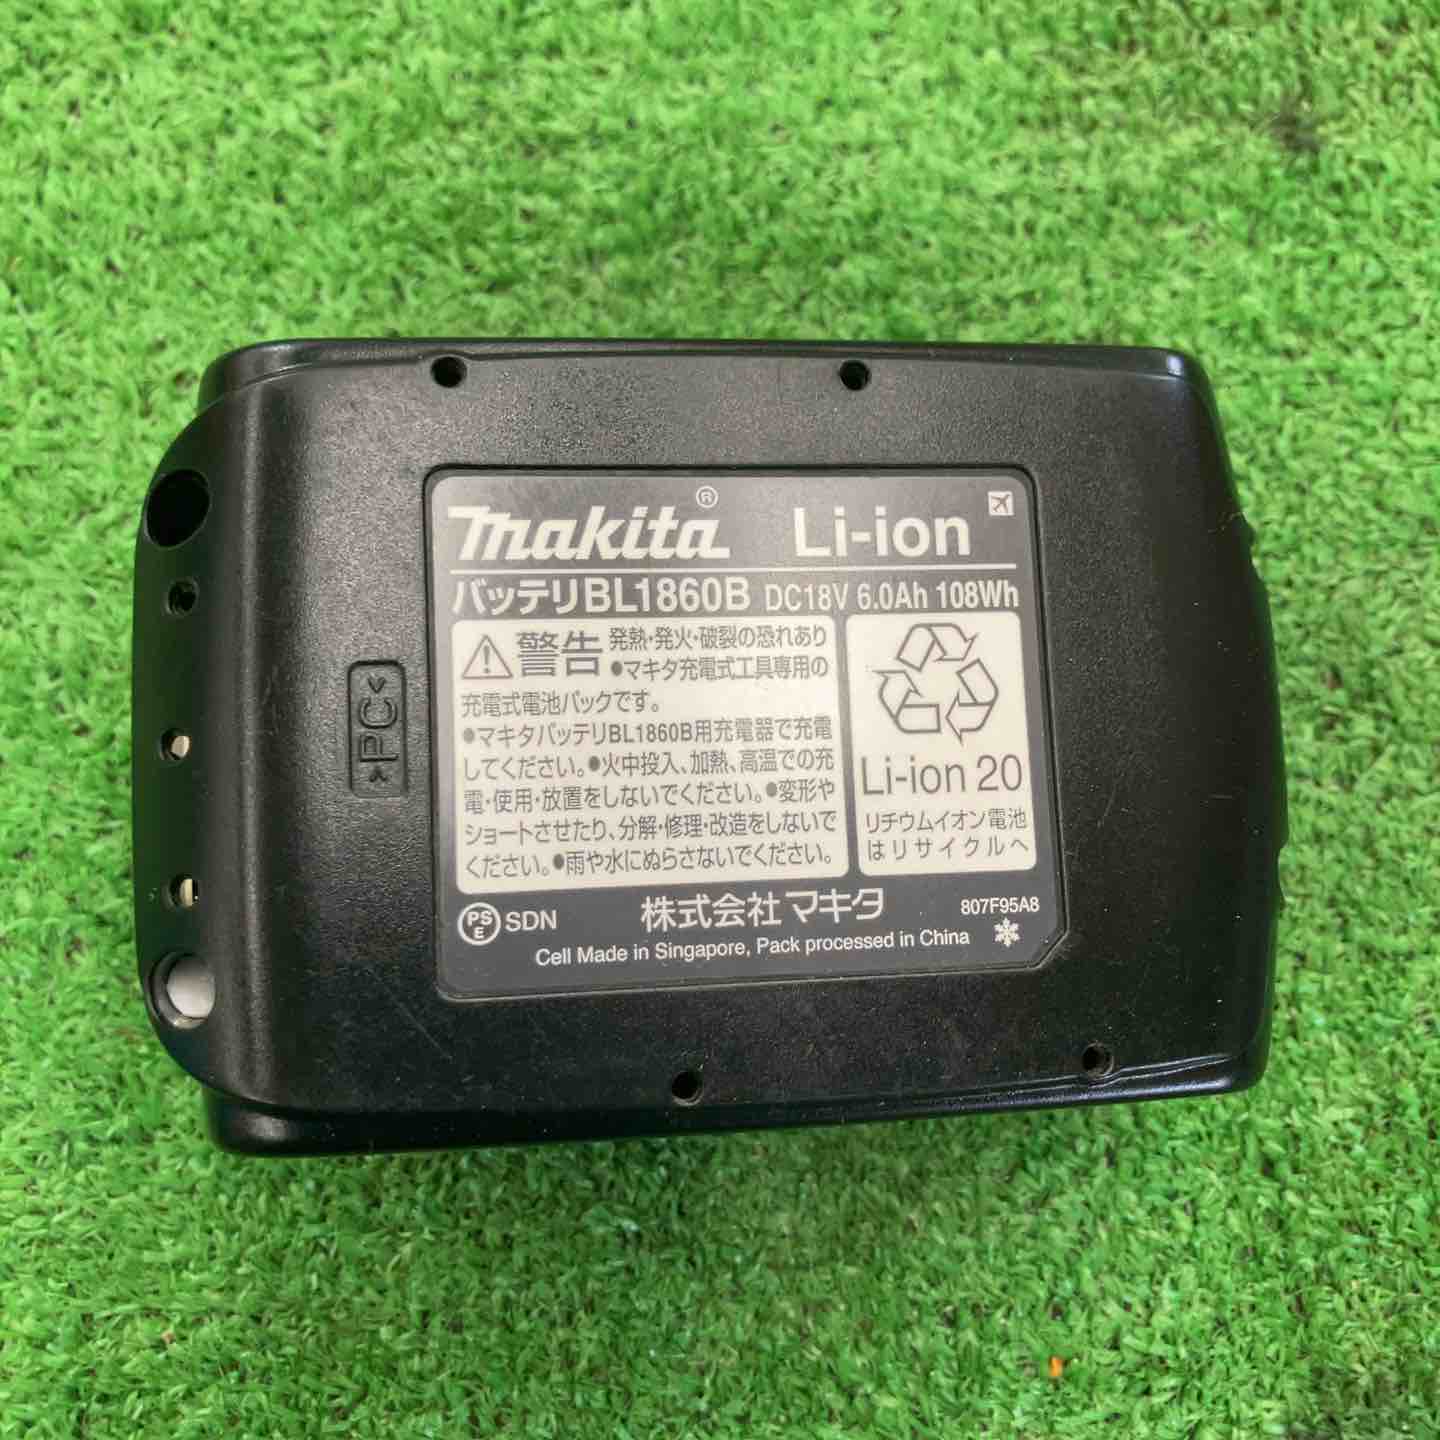 makita® Li-ion
バッテリBL1860B DC18V 6.0Ah 108Wh
警告 発熱・発火・破裂の恐れあり
●マキタ充電式工具専用の
充電式電池パックです。
●マキタバッテリBL1860B用充電器で充電
してください。●火中投入、加熱、高温での充
電・使用・放置をしないでください。●変形や
ショートさせたり、分解・修理・改造をしないで
ください。●雨や水にぬらさないでください。
Li-ion 20
リチウムイオン電池
はリサイクルへ
PSE SDN
株式会社マキタ
807F95A8
Cell Made in Singapore, Pack processed in China
>PC<